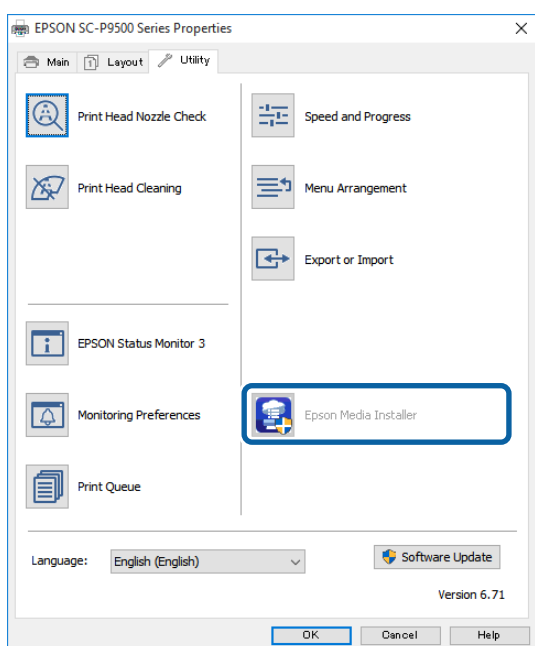 EPSON SC-P9500 Series Properties
Main
1
Layout
Utility
Print Head Nozzle Check
Speed and Progress
Print Head Cleaning
Menu Arrangement
Export or Import
EPSON Status Monitor 3
Monitoring Preferences
Epson Media Installer
Print Queue
Language:
English (English)
Software Update
Version 6.71
OK
Cancel
Help